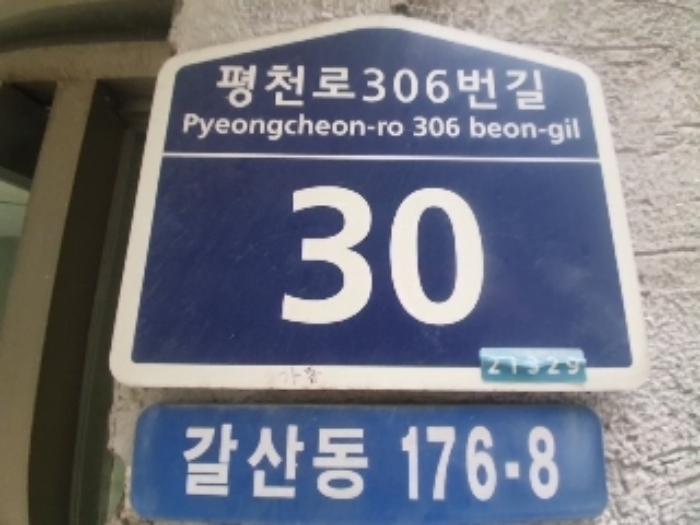 평천로306번길
Pyeongcheon-ro 306 beon-gil
30
21329
갈산동 176-8